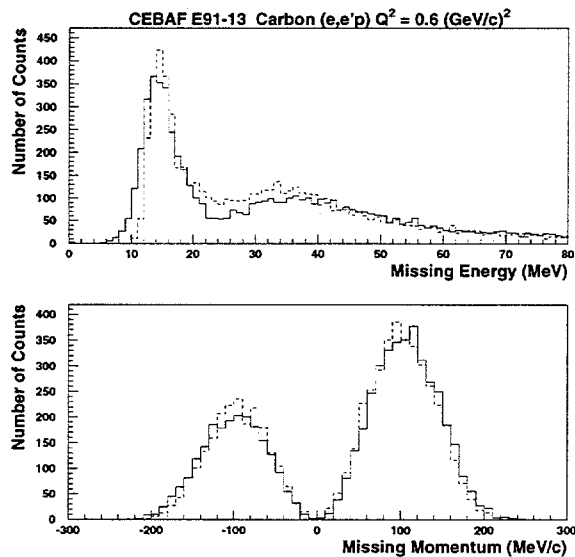 CEBAF E91-13 Carbon (e,e'p) Q² = 0.6 (GeV/c)²
Number of Counts
450
400
350
300
250
200
150
100
50
0
0 10 20 30 40 50 60 70 80
Missing Energy (MeV)
Number of Counts
400
350
300
250
200
150
100
50
0
-300 -200 -100 0 100 200 300
Missing Momentum (MeV/c)